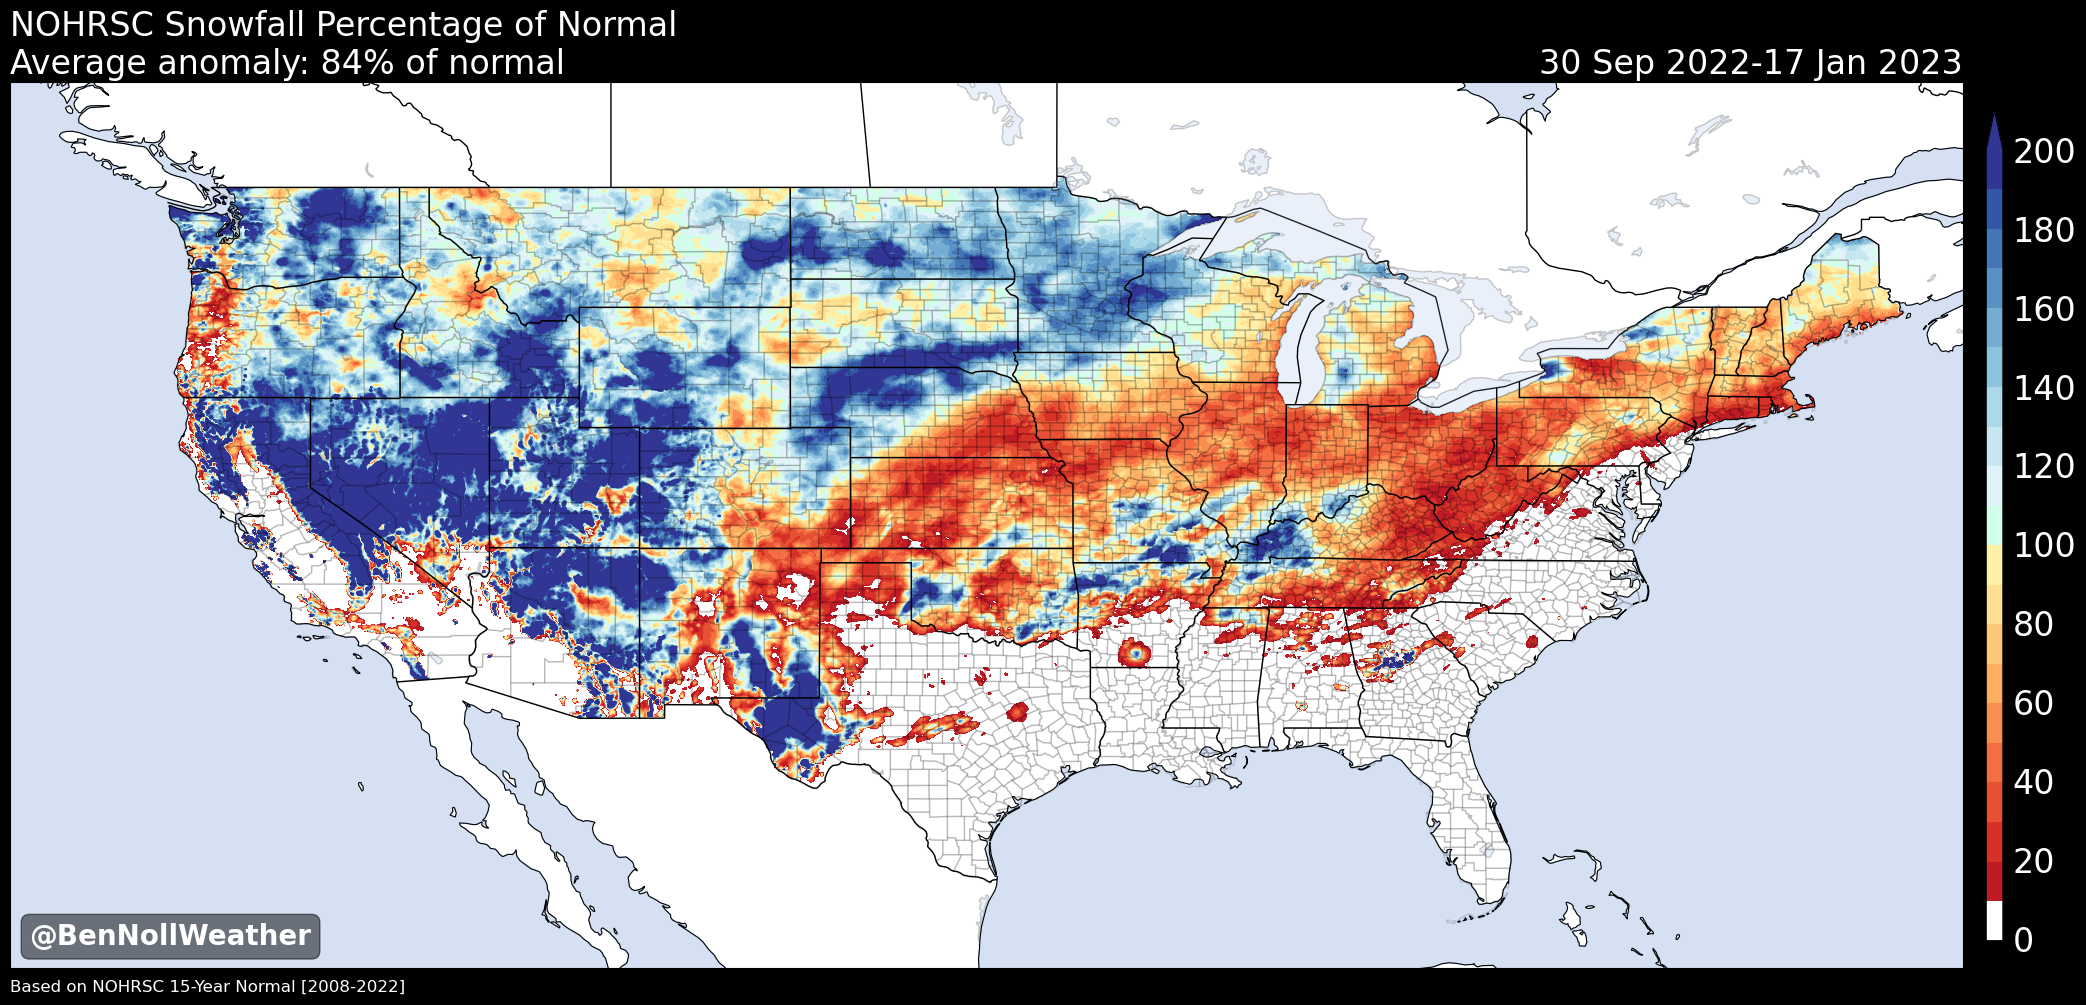 NOHRSC Snowfall Percentage of Normal
Average anomaly: 84% of normal
30 Sep 2022-17 Jan 2023
200
180
160
140
120
100
80
60
40
20
0
@BenNollWeather
Based on NOHRSC 15-Year Normal [2008-2022]